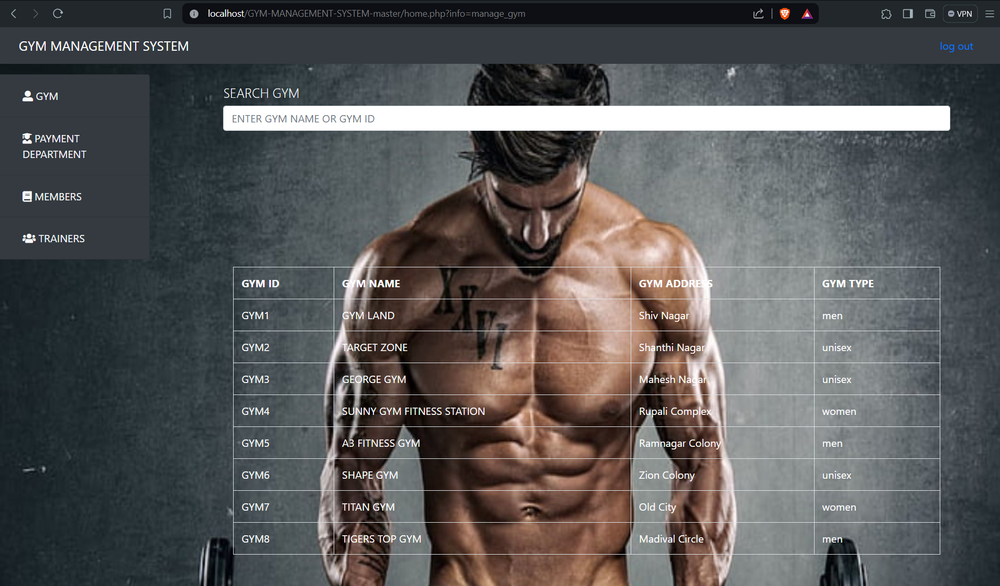 localhost/GYM-MANAGEMENT-SYSTEM-master/home.php?info=manage_gym
VPN
GYM MANAGEMENT SYSTEM
log out
GYM
PAYMENT
DEPARTMENT
MEMBERS
TRAINERS
SEARCH GYM
ENTER GYM NAME OR GYM ID
GYM ID GYM NAME GYM ADDRESS GYM TYPE
GYM1 GYM LAND Shiv Nagar men
GYM2 TARGET ZONE Shanthi Nagar unisex
GYM3 GEORGE GYM Mahesh Nagar unisex
GYM4 SUNNY GYM FITNESS STATION Rupali Complex women
GYM5 A3 FITNESS GYM Ramnagar Colony men
GYM6 SHAPE GYM Zion Colony unisex
GYM7 TITAN GYM Old City women
GYM8 TIGERS TOP GYM Madival Circle men
XXVI